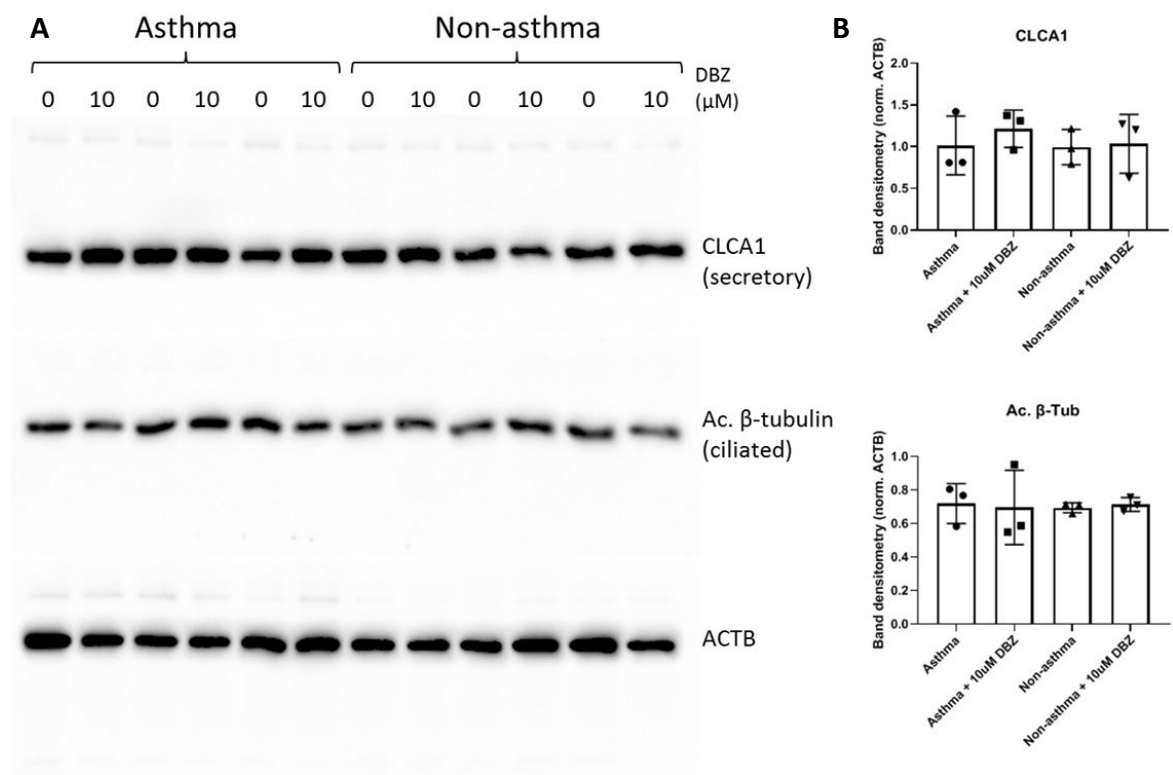 A
Asthma
Non-asthma
DBZ
(µM)
0 10 0 10 0 10 0 10 0 10 0 10
CLCA1
(secretory)
Ac. β-tubulin
(ciliated)
ACTB
B
CLCA1
Band densitometry (norm. ACTB)
2.0
1.5
1.0
0.5
0.0
Asthma
Asthma + 10uM DBZ
Non-asthma
Non-asthma + 10uM DBZ
Ac. β-Tub
Band densitometry (norm. ACTB)
1.0
0.8
0.6
0.4
0.2
0.0
Asthma
Asthma + 10uM DBZ
Non-asthma
Non-asthma + 10uM DBZ